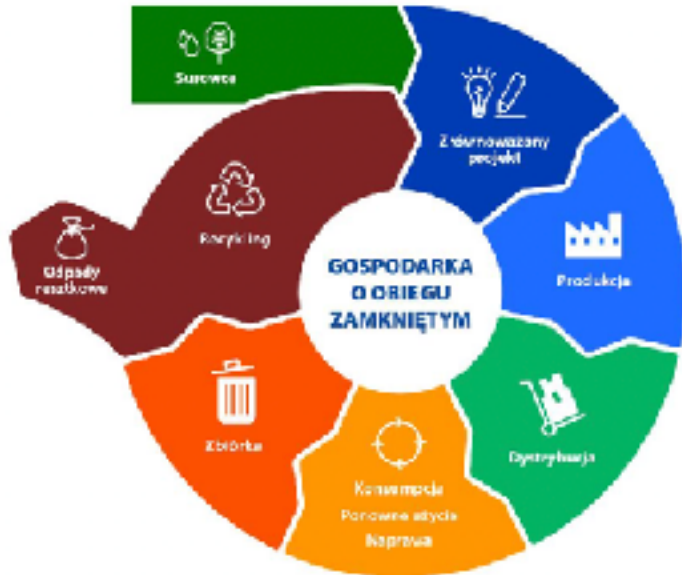 Surowce
Zrównoważony
projekt
Recykling
Produkcja
Odpady
resztkowe
GOSPODARKA
O OBIEGU
ZAMKNIĘTYM
Zbiórka
Dystrybucja
Konsumpcja
Ponowne użycie
Naprawa